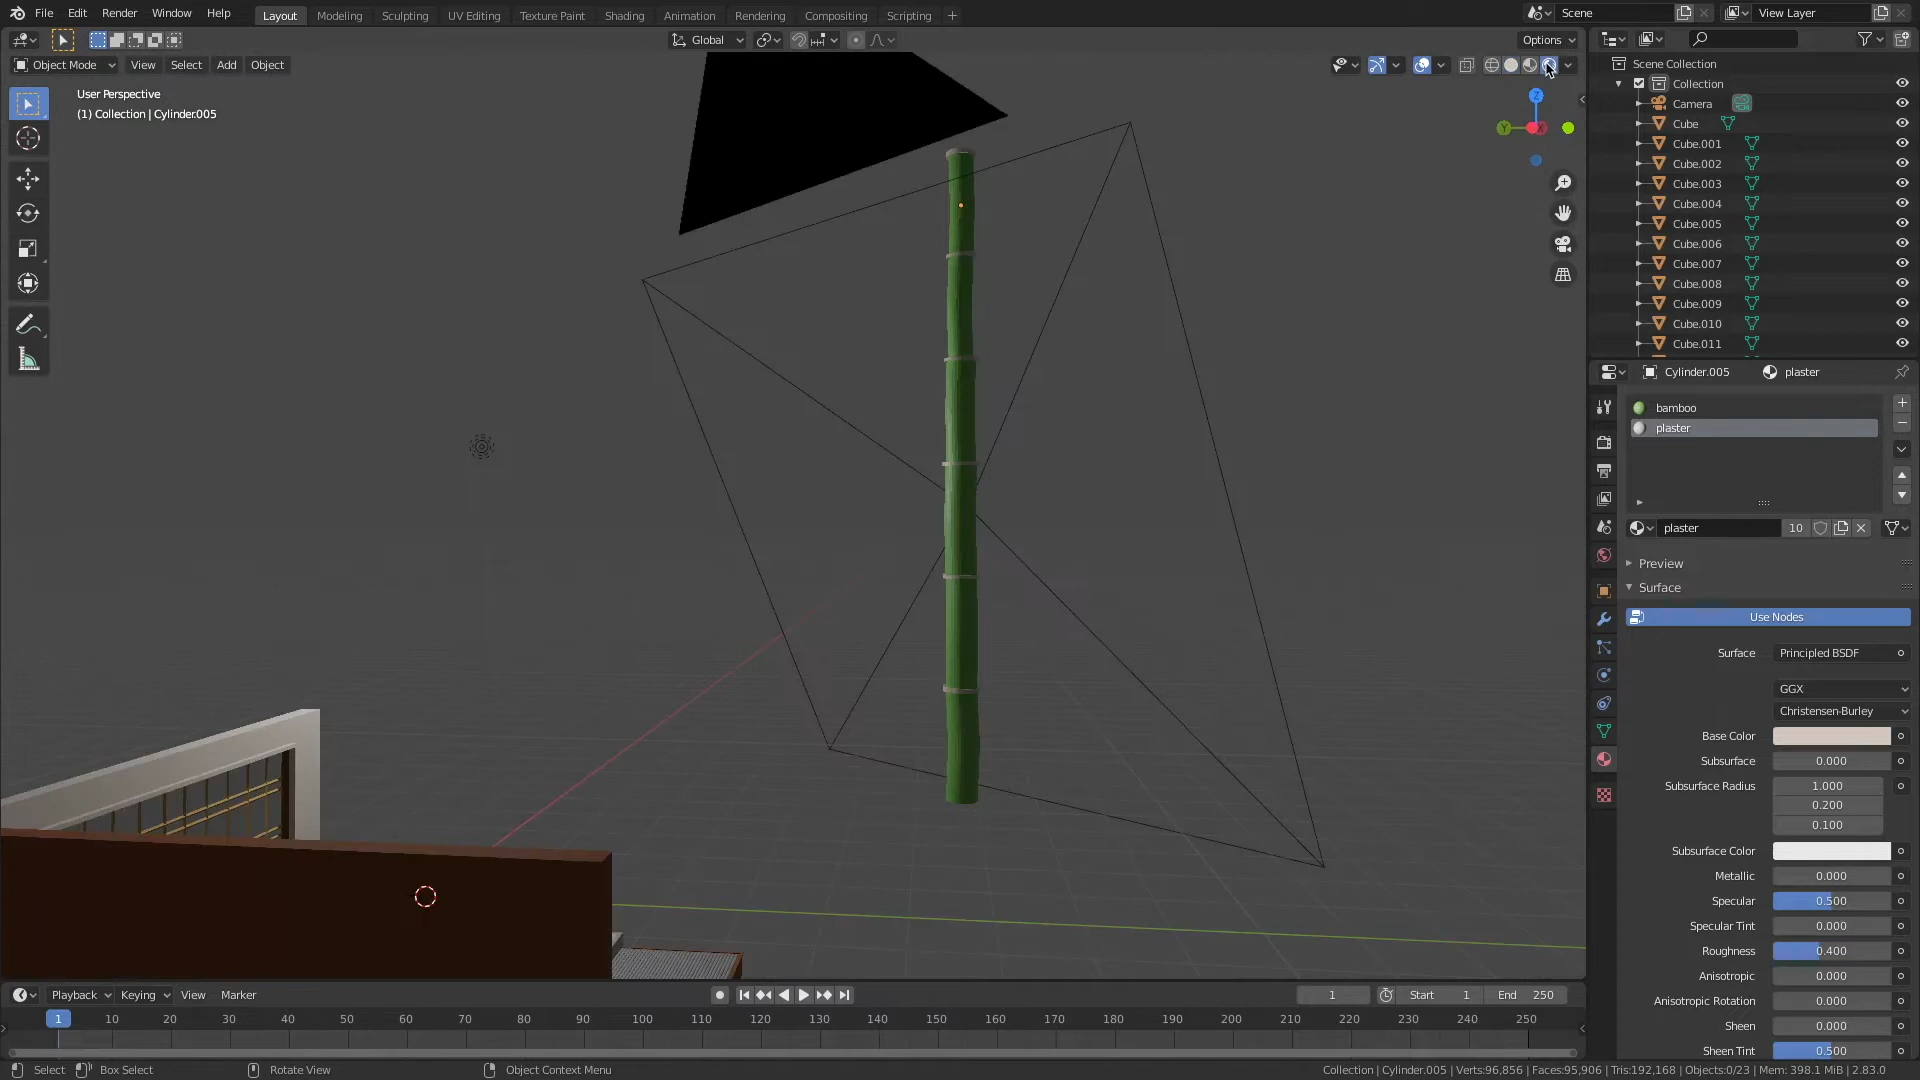 File Edit Render Window Help
Layout Modeling Sculpting UV Editing Texture Paint Shading Animation Rendering Compositing Scripting +
Scene
View Layer
Global
Options
Object Mode View Select Add Object
User Perspective
(1) Collection | Cylinder.005
Z
Y
X
Scene Collection
Collection
Camera
Cube
Cube.001
Cube.002
Cube.003
Cube.004
Cube.005
Cube.006
Cube.007
Cube.008
Cube.009
Cube.010
Cube.011
Cylinder.005 plaster
bamboo
plaster
plaster 10
Preview
Surface
Use Nodes
Surface Principled BSDF
GGX
Christensen-Burley
Base Color
Subsurface 0.000
Subsurface Radius 1.000
0.200
0.100
Subsurface Color
Metallic 0.000
Specular 0.500
Specular Tint 0.000
Roughness 0.400
Anisotropic 0.000
Anisotropic Rotation 0.000
Sheen 0.000
Sheen Tint 0.500
Playback Keying View Marker
1 Start 1 End 250
1 10 20 30 40 50 60 70 80 90 100 110 120 130 140 150 160 170 180 190 200 210 220 230 240 250
Select Box Select Rotate View Object Context Menu
Collection | Cylinder.005 | Verts:96,856 | Faces:95,906 | Tris:192,168 | Objects:0/23 | Mem: 398.1 MiB | 2.83.0